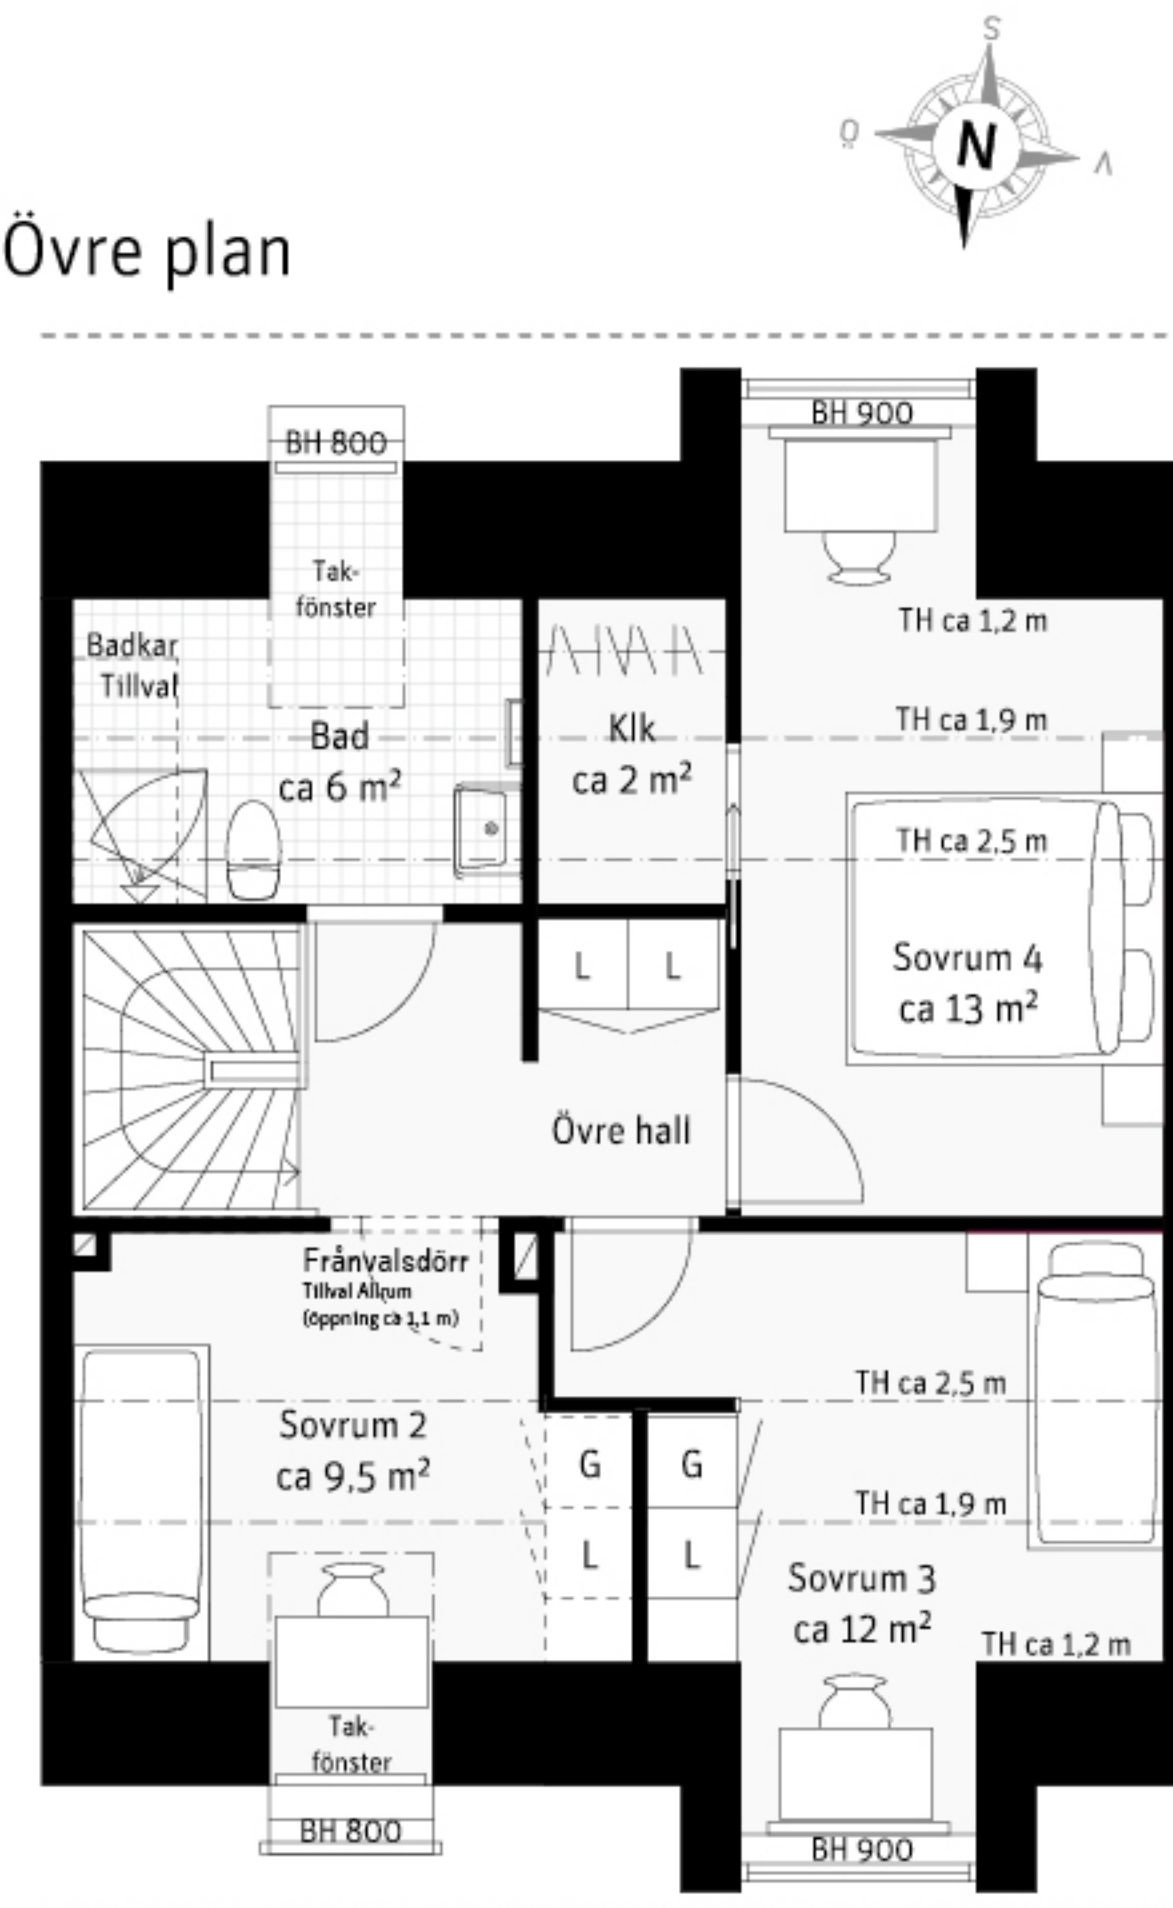 S
Ö
N
V
Övre plan
BH 900
BH 800
Tak-
fönster
TH ca 1,2 m
Badkar
Tillval
TH ca 1,9 m
Bad
ca 6 m²
Klk
ca 2 m²
TH ca 2,5 m
Sovrum 4
ca 13 m²
L
L
Övre hall
Frånvalsdörr
Tillval Allrum
(öppning ca 1,1 m)
TH ca 2,5 m
Sovrum 2
ca 9,5 m²
G
G
TH ca 1,9 m
L
L
Sovrum 3
ca 12 m²
TH ca 1,2 m
Tak-
fönster
BH 800
BH 900